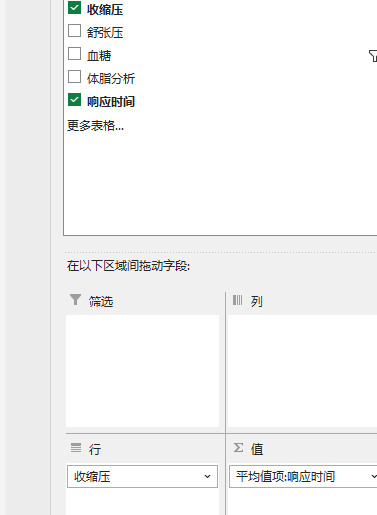 收缩压
舒张压
血糖
体脂分析
响应时间
更多表格...
在以下区域间拖动字段:
筛选
列
行
Σ 值
收缩压
平均值项:响应时间